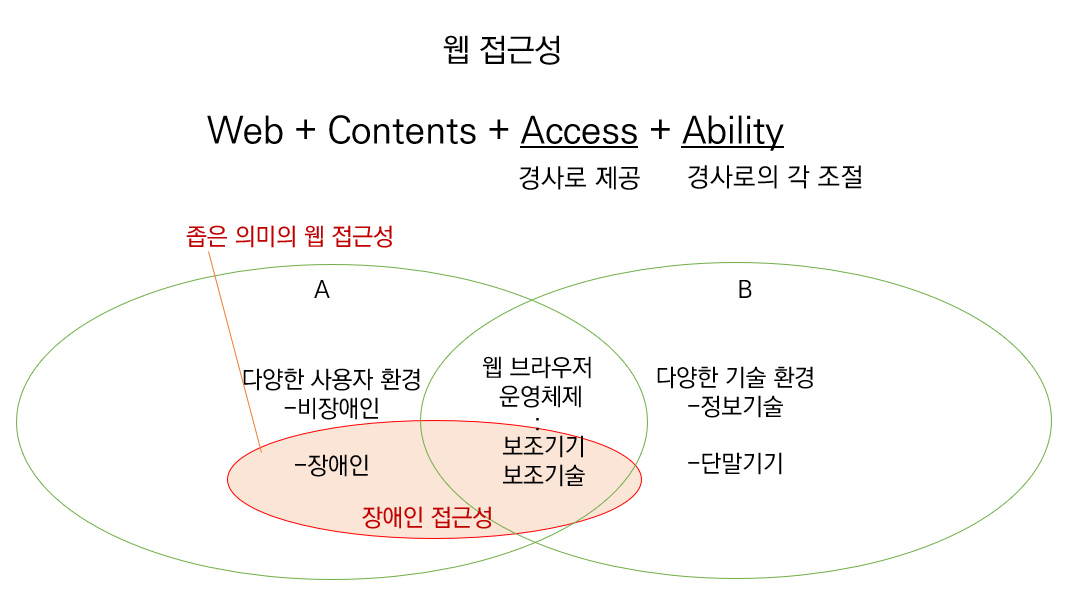 웹 접근성
Web + Contents + Access + Ability
경사로 제공
경사로의 각 조절
좁은 의미의 웹 접근성
A
B
다양한 사용자 환경
-비장애인
-장애인
장애인 접근성
웹 브라우저
운영체제
:
보조기기
보조기술
다양한 기술 환경
-정보기술
-단말기기